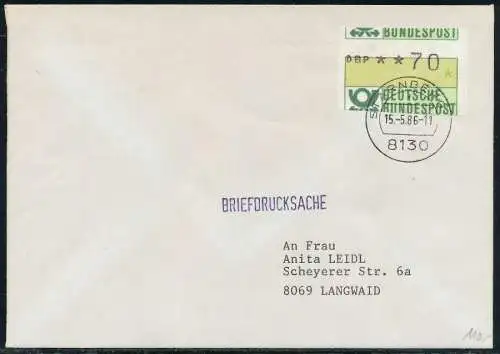 BUNDESPOST
DBP * * 70 *
DEUTSCHE
BUNDESPOST
15.-5.86-11
8130
BRIEFDRUCKSACHE
An Frau
Anita LEIDL
Scheyerer Str. 6a
8069 LANGWAID